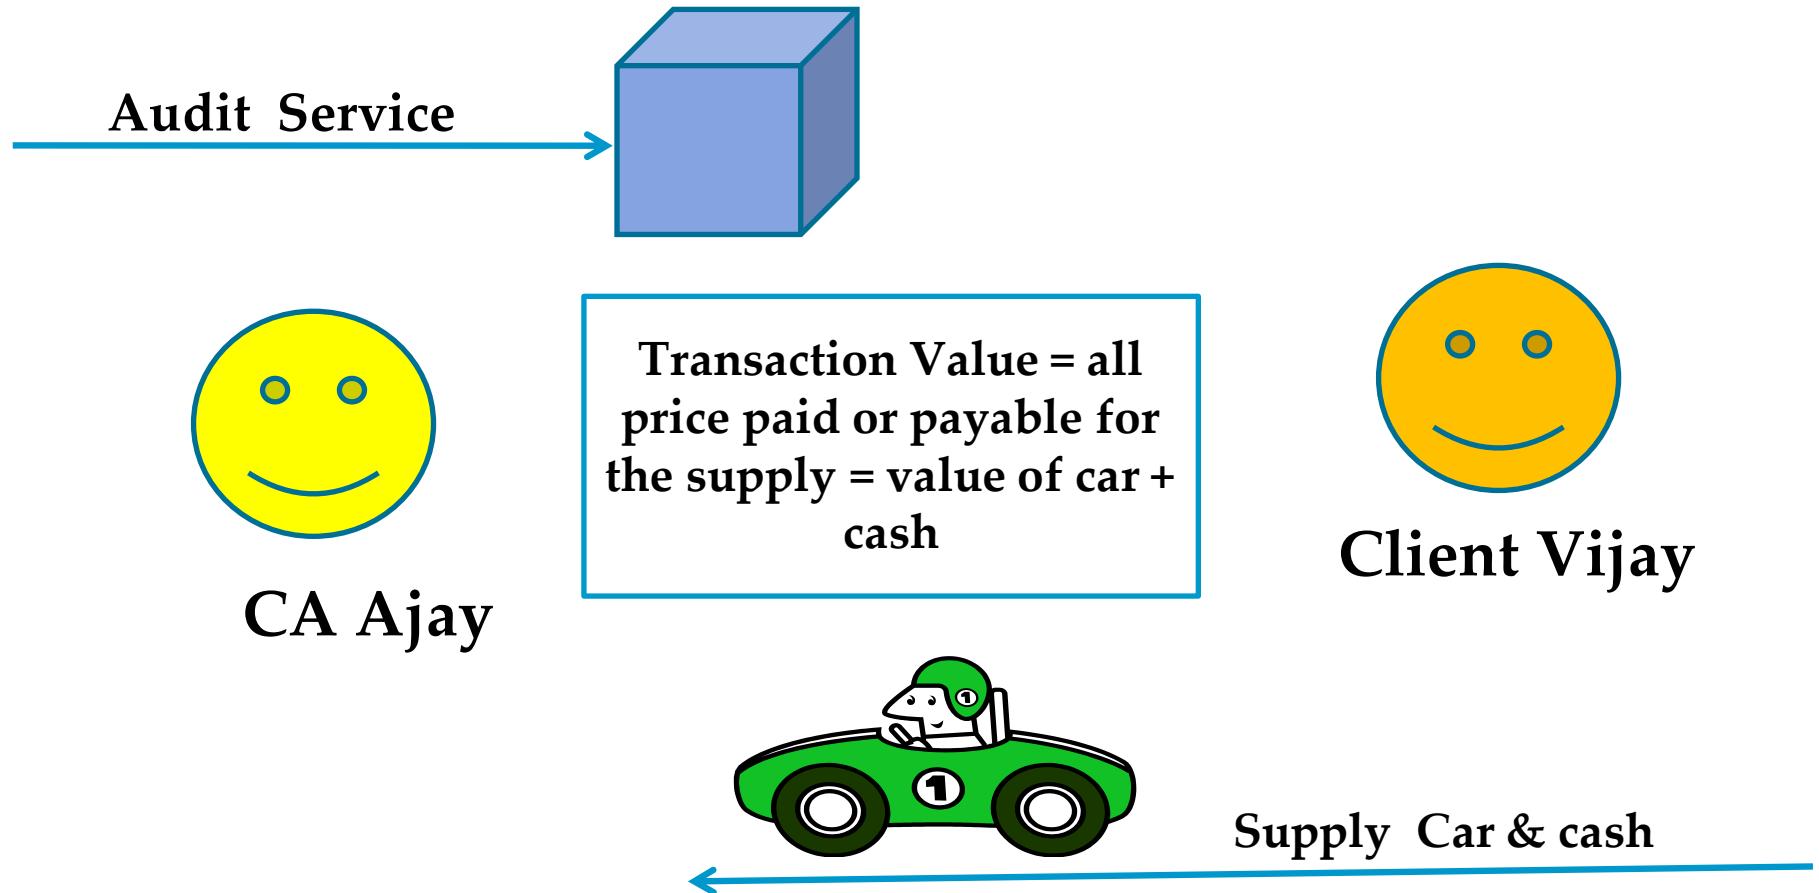 Audit Service
Transaction Value = all
price paid or payable for
the supply = value of car +
cash
CA Ajay
Client Vijay
1
1
Supply Car & cash